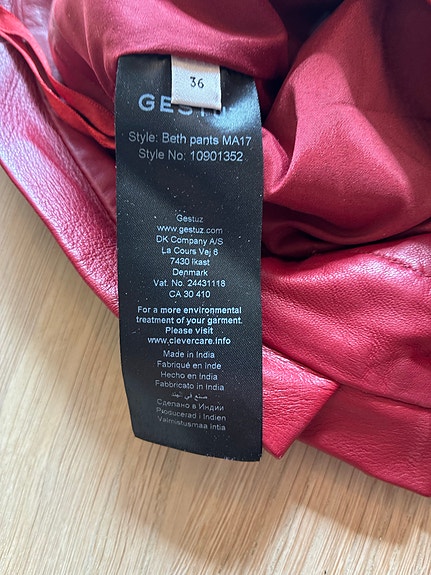 36
GESTUZ
Style: Beth pants MA17
Style No: 10901352
Gestuz
www.gestuz.com
DK Company A/S
La Cours Vej 6
7430 Ikast
Denmark
Vat. No. 24431118
CA 30 410
For a more environmental
treatment of your garment.
Please visit
www.clevercare.info
Made in India
Fabriqué en Inde
Hecho en India
Fabbricato in India
صنع في الهند
Сделано в Индии
Producerad i Indien
Valmistusmaa Intia